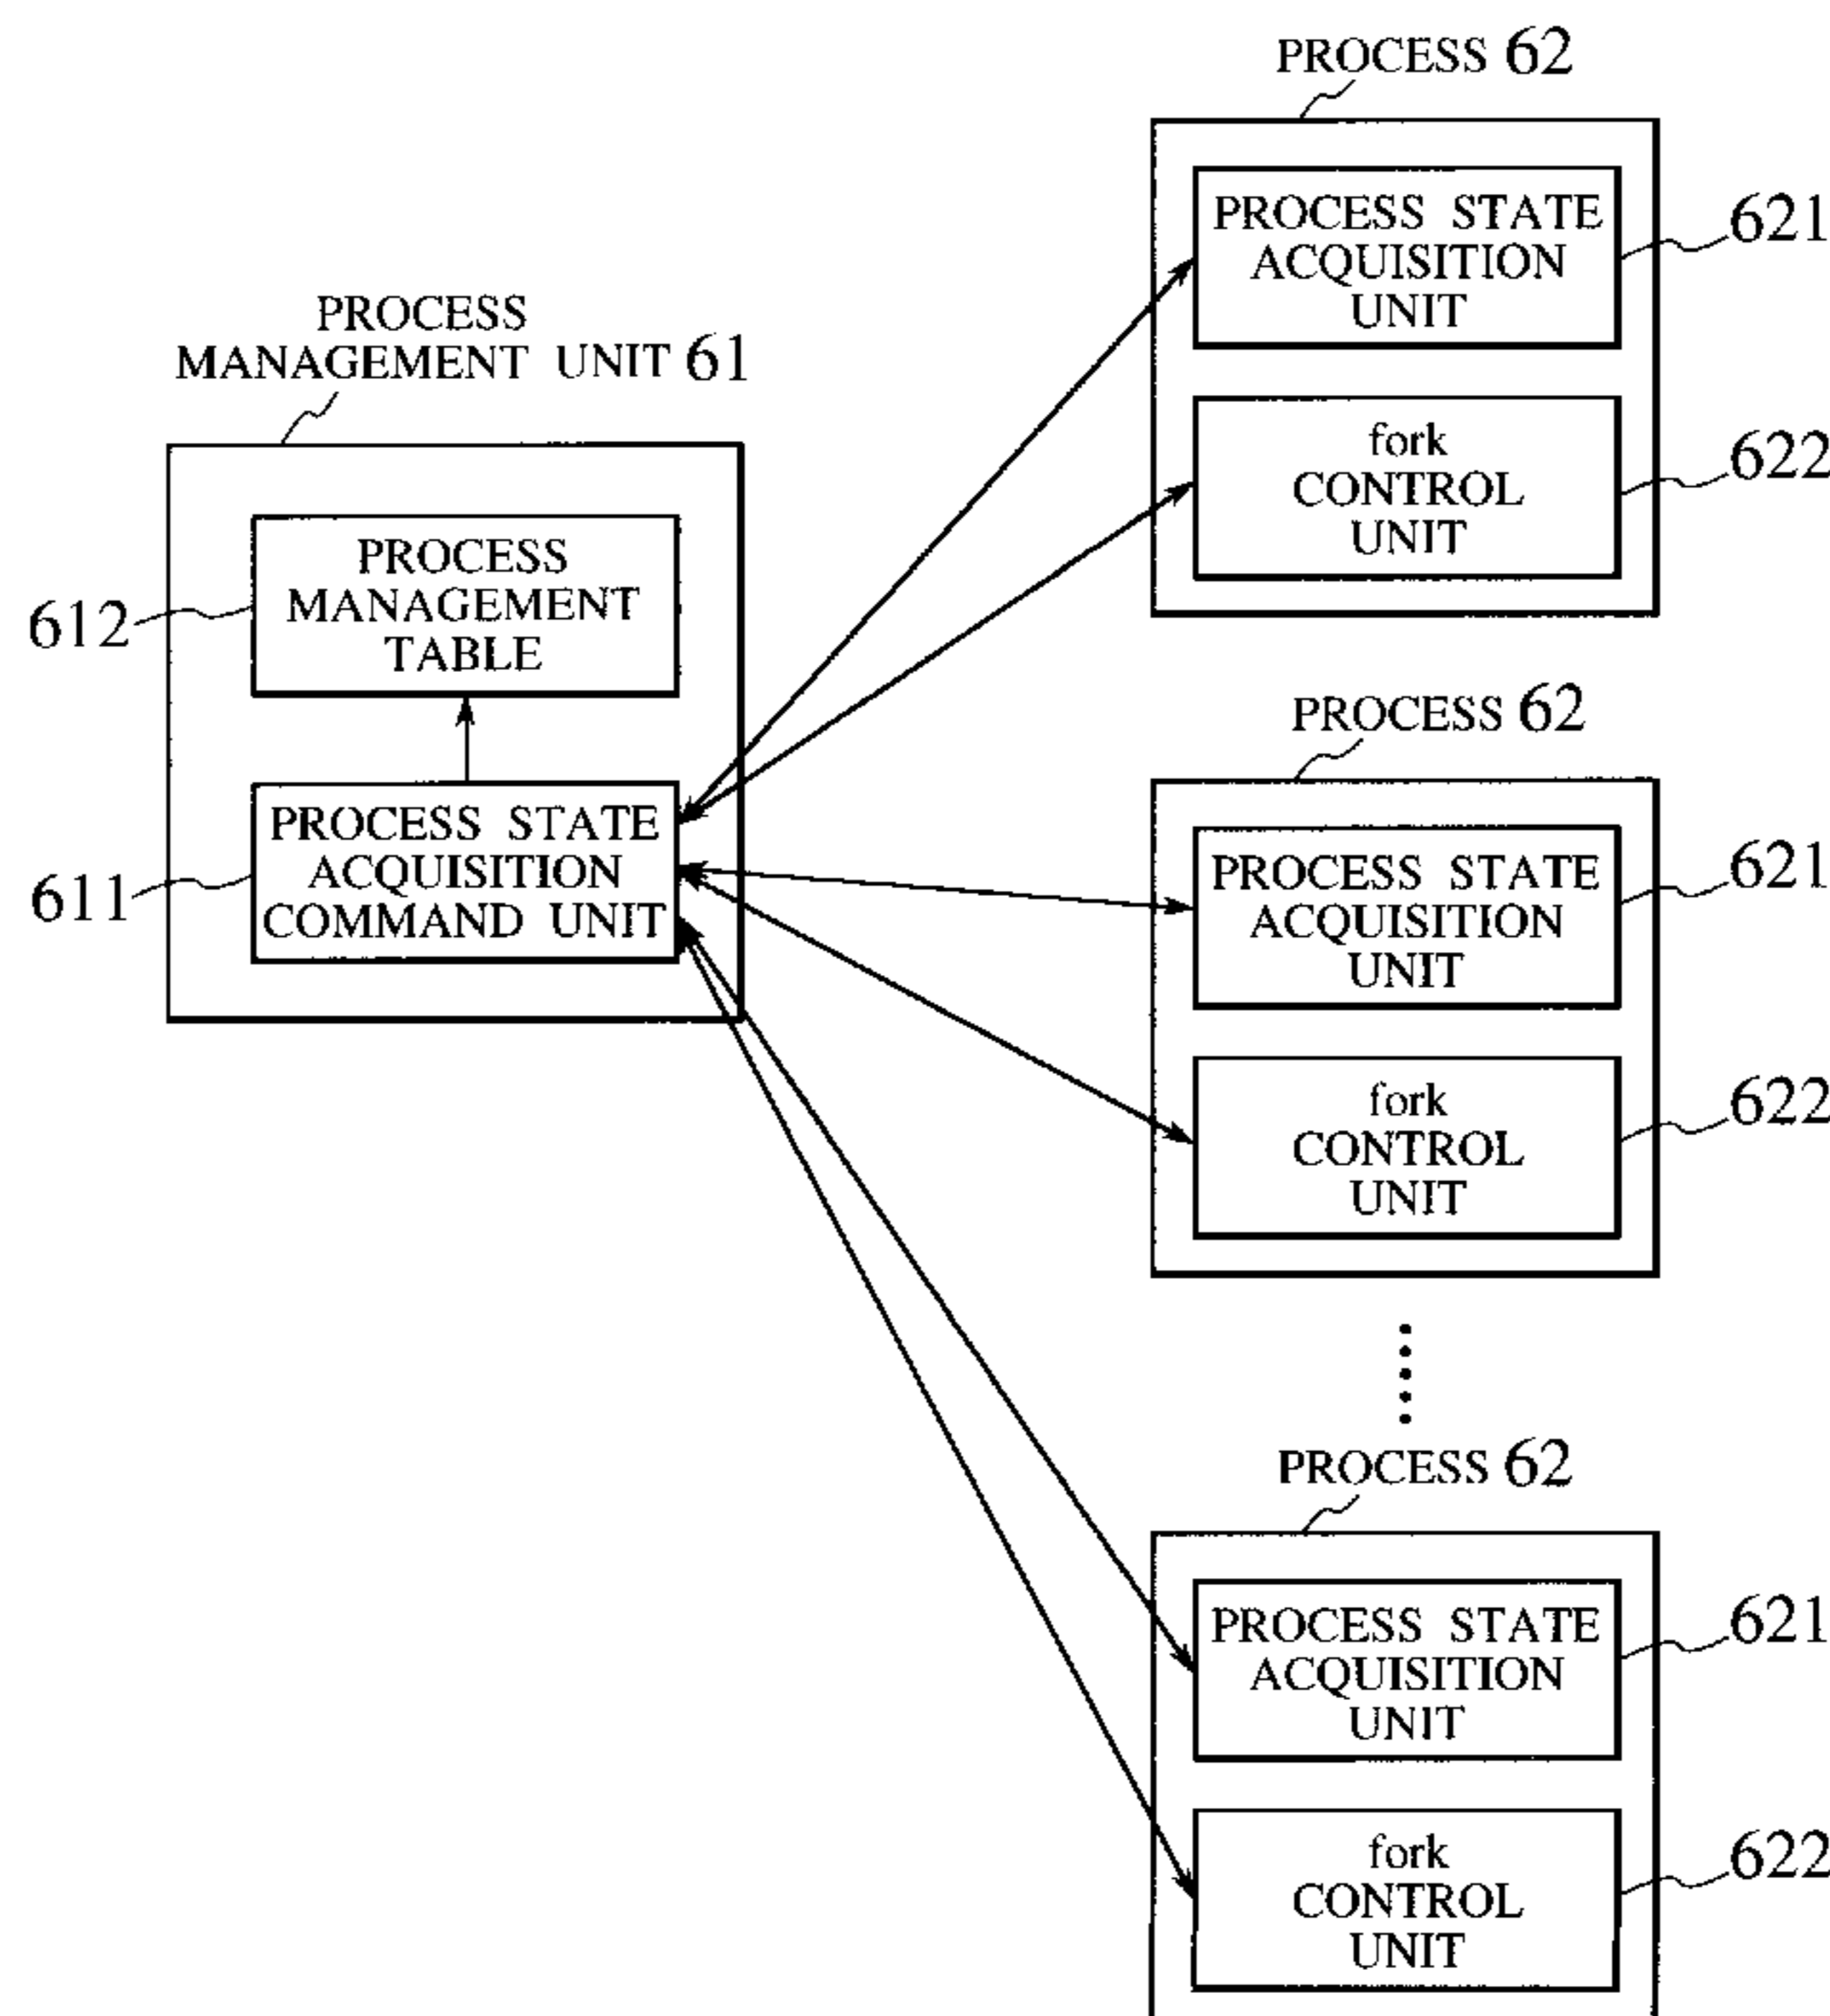 PROCESS 62
PROCESS STATE
ACQUISITION
UNIT
621
fork
CONTROL
UNIT
622
PROCESS
MANAGEMENT UNIT 61
PROCESS
MANAGEMENT
TABLE
612
PROCESS STATE
ACQUISITION
COMMAND UNIT
611
PROCESS 62
PROCESS STATE
ACQUISITION
UNIT
621
fork
CONTROL
UNIT
622
PROCESS 62
PROCESS STATE
ACQUISITION
UNIT
621
fork
CONTROL
UNIT
622